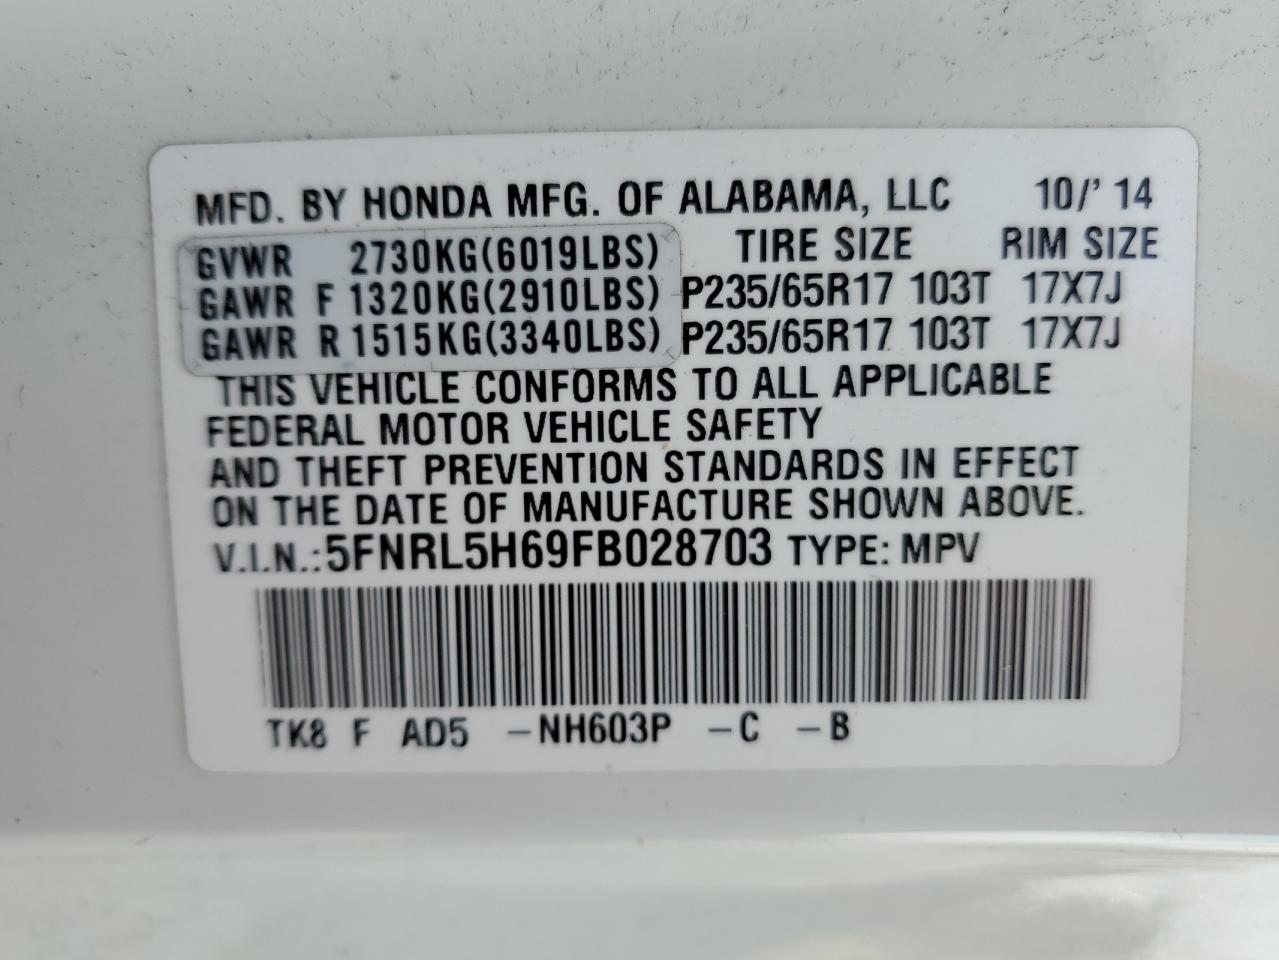 MFD. BY HONDA MFG. OF ALABAMA, LLC 10/' 14
GVWR 2730KG(6019LBS) TIRE SIZE RIM SIZE
GAWR F 1320KG(2910LBS) P235/65R17 103T 17X7J
GAWR R 1515KG(3340LBS) P235/65R17 103T 17X7J
THIS VEHICLE CONFORMS TO ALL APPLICABLE
FEDERAL MOTOR VEHICLE SAFETY
AND THEFT PREVENTION STANDARDS IN EFFECT
ON THE DATE OF MANUFACTURE SHOWN ABOVE.
V.I.N.: 5FNRL5H69FB028703 TYPE: MPV
TK8 F AD5 -NH603P -C -B